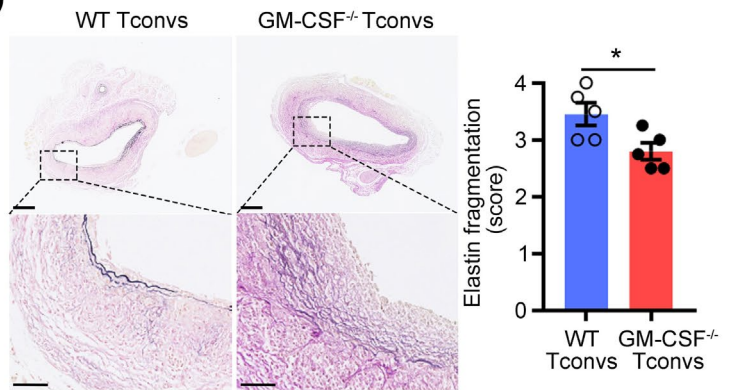 WT Tconvs
GM-CSF-/- Tconvs
*
4
3
2
1
0
Elastin fragmentation
(score)
WT
Tconvs
GM-CSF-/-
Tconvs